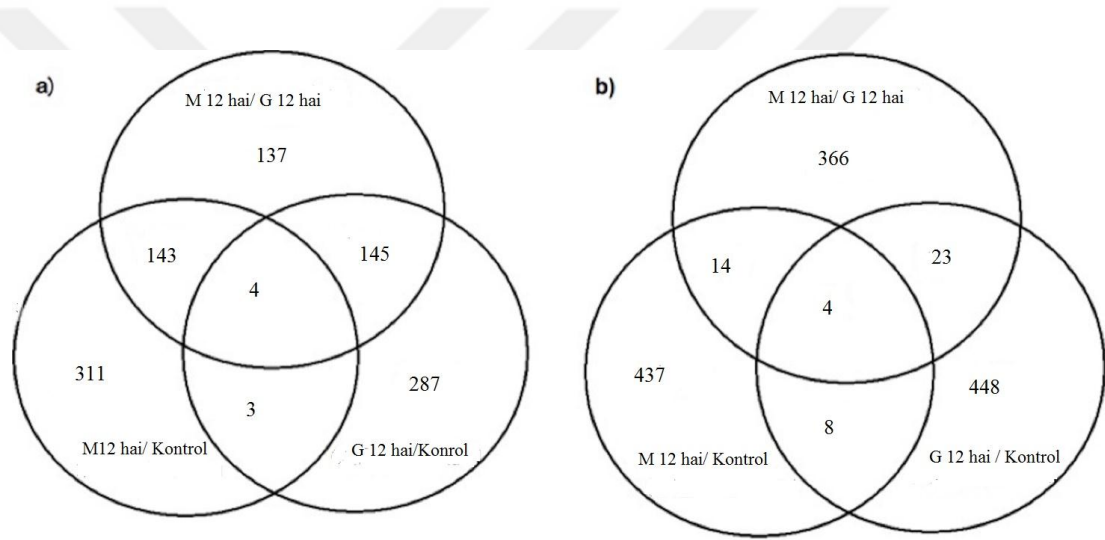 a)
M 12 hai/ G 12 hai
137
143
145
4
311
287
3
M12 hai/ Kontrol
G 12 hai/Konrol
b)
M 12 hai/ G 12 hai
366
14
23
4
437
448
8
M 12 hai/ Kontrol
G 12 hai / Kontrol